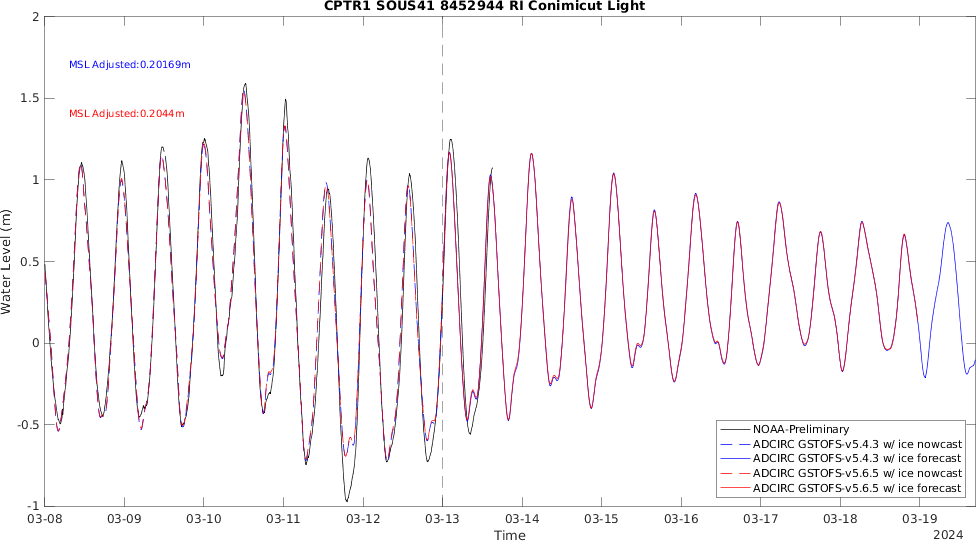 CPTR1 SOUS41 8452944 RI Conimicut Light
2
1.5
1
0.5
0
-0.5
-1
Water Level (m)
MSL Adjusted:0.20169m
MSL Adjusted:0.2044m
NOAA-Preliminary
ADCIRC GSTOFS-v5.4.3 w/ ice nowcast
ADCIRC GSTOFS-v5.4.3 w/ ice forecast
ADCIRC GSTOFS-v5.6.5 w/ ice nowcast
ADCIRC GSTOFS-v5.6.5 w/ ice forecast
03-08 03-09 03-10 03-11 03-12 03-13 03-14 03-15 03-16 03-17 03-18 03-19
Time
2024